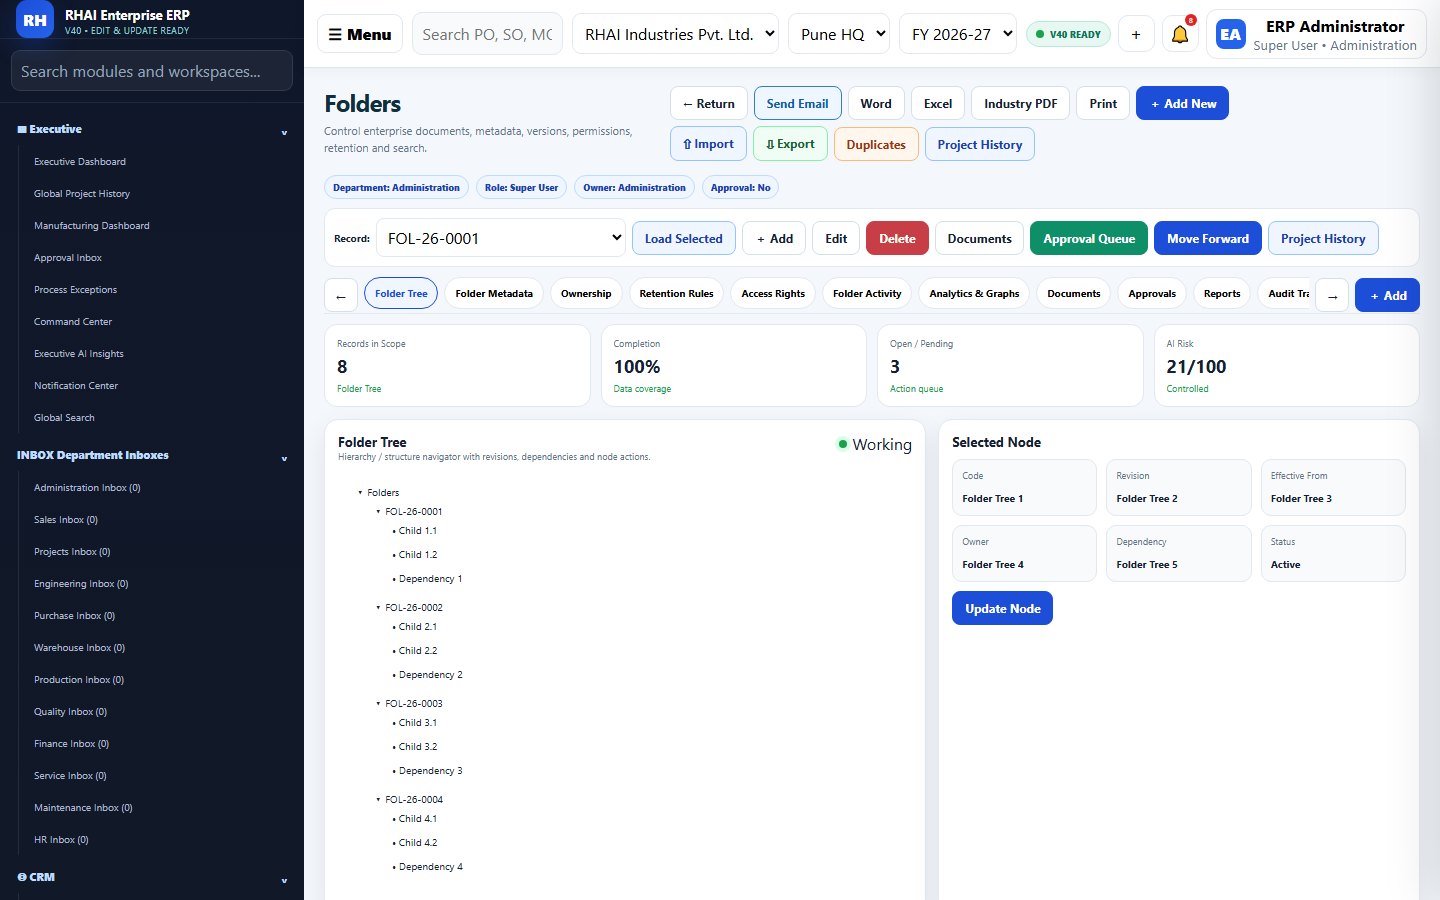 RH
RHAI Enterprise ERP
V40 • EDIT & UPDATE READY
Search modules and workspaces...
Executive
Executive Dashboard
Global Project History
Manufacturing Dashboard
Approval Inbox
Process Exceptions
Command Center
Executive AI Insights
Notification Center
Global Search
INBOX Department Inboxes
Administration Inbox (0)
Sales Inbox (0)
Projects Inbox (0)
Engineering Inbox (0)
Purchase Inbox (0)
Warehouse Inbox (0)
Production Inbox (0)
Quality Inbox (0)
Finance Inbox (0)
Service Inbox (0)
Maintenance Inbox (0)
HR Inbox (0)
CRM
☰ Menu
Search PO, SO, MO
RHAI Industries Pvt. Ltd.
Pune HQ
FY 2026-27
V40 READY
+
8
EA
ERP Administrator
Super User • Administration
Folders
Control enterprise documents, metadata, versions, permissions,
retention and search.
← Return
Send Email
Word
Excel
Industry PDF
Print
+ Add New
⇧ Import
⇩ Export
Duplicates
Project History
Department: Administration
Role: Super User
Owner: Administration
Approval: No
Record:
FOL-26-0001
Load Selected
+ Add
Edit
Delete
Documents
Approval Queue
Move Forward
Project History
←
Folder Tree
Folder Metadata
Ownership
Retention Rules
Access Rights
Folder Activity
Analytics & Graphs
Documents
Approvals
Reports
Audit Tra
→
+ Add
Records in Scope
8
Folder Tree
Completion
100%
Data coverage
Open / Pending
3
Action queue
AI Risk
21/100
Controlled
Folder Tree
Hierarchy / structure navigator with revisions, dependencies and node actions.
Working
▾ Folders
▾ FOL-26-0001
• Child 1.1
• Child 1.2
• Dependency 1
▾ FOL-26-0002
• Child 2.1
• Child 2.2
• Dependency 2
▾ FOL-26-0003
• Child 3.1
• Child 3.2
• Dependency 3
▾ FOL-26-0004
• Child 4.1
• Child 4.2
• Dependency 4
Selected Node
Code
Folder Tree 1
Revision
Folder Tree 2
Effective From
Folder Tree 3
Owner
Folder Tree 4
Dependency
Folder Tree 5
Status
Active
Update Node